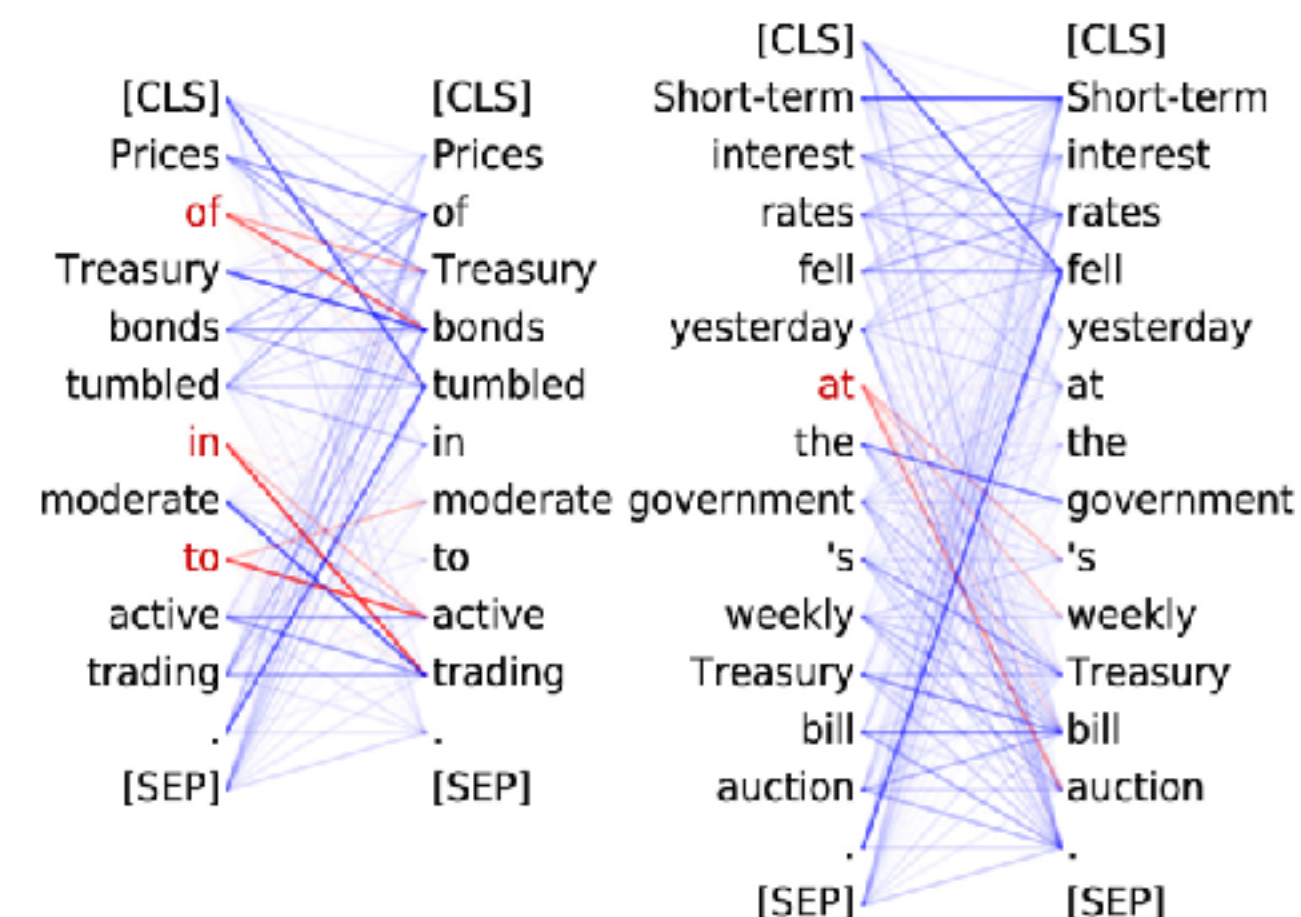 [CLS] [CLS]
Prices Prices
of of
Treasury Treasury
bonds bonds
tumbled tumbled
in in
moderate moderate
to to
active active
trading trading
. .
[SEP] [SEP]
[CLS] [CLS]
Short-term Short-term
interest interest
rates rates
fell fell
yesterday yesterday
at at
the the
government government
's 's
weekly weekly
Treasury Treasury
bill bill
auction auction
. .
[SEP] [SEP]